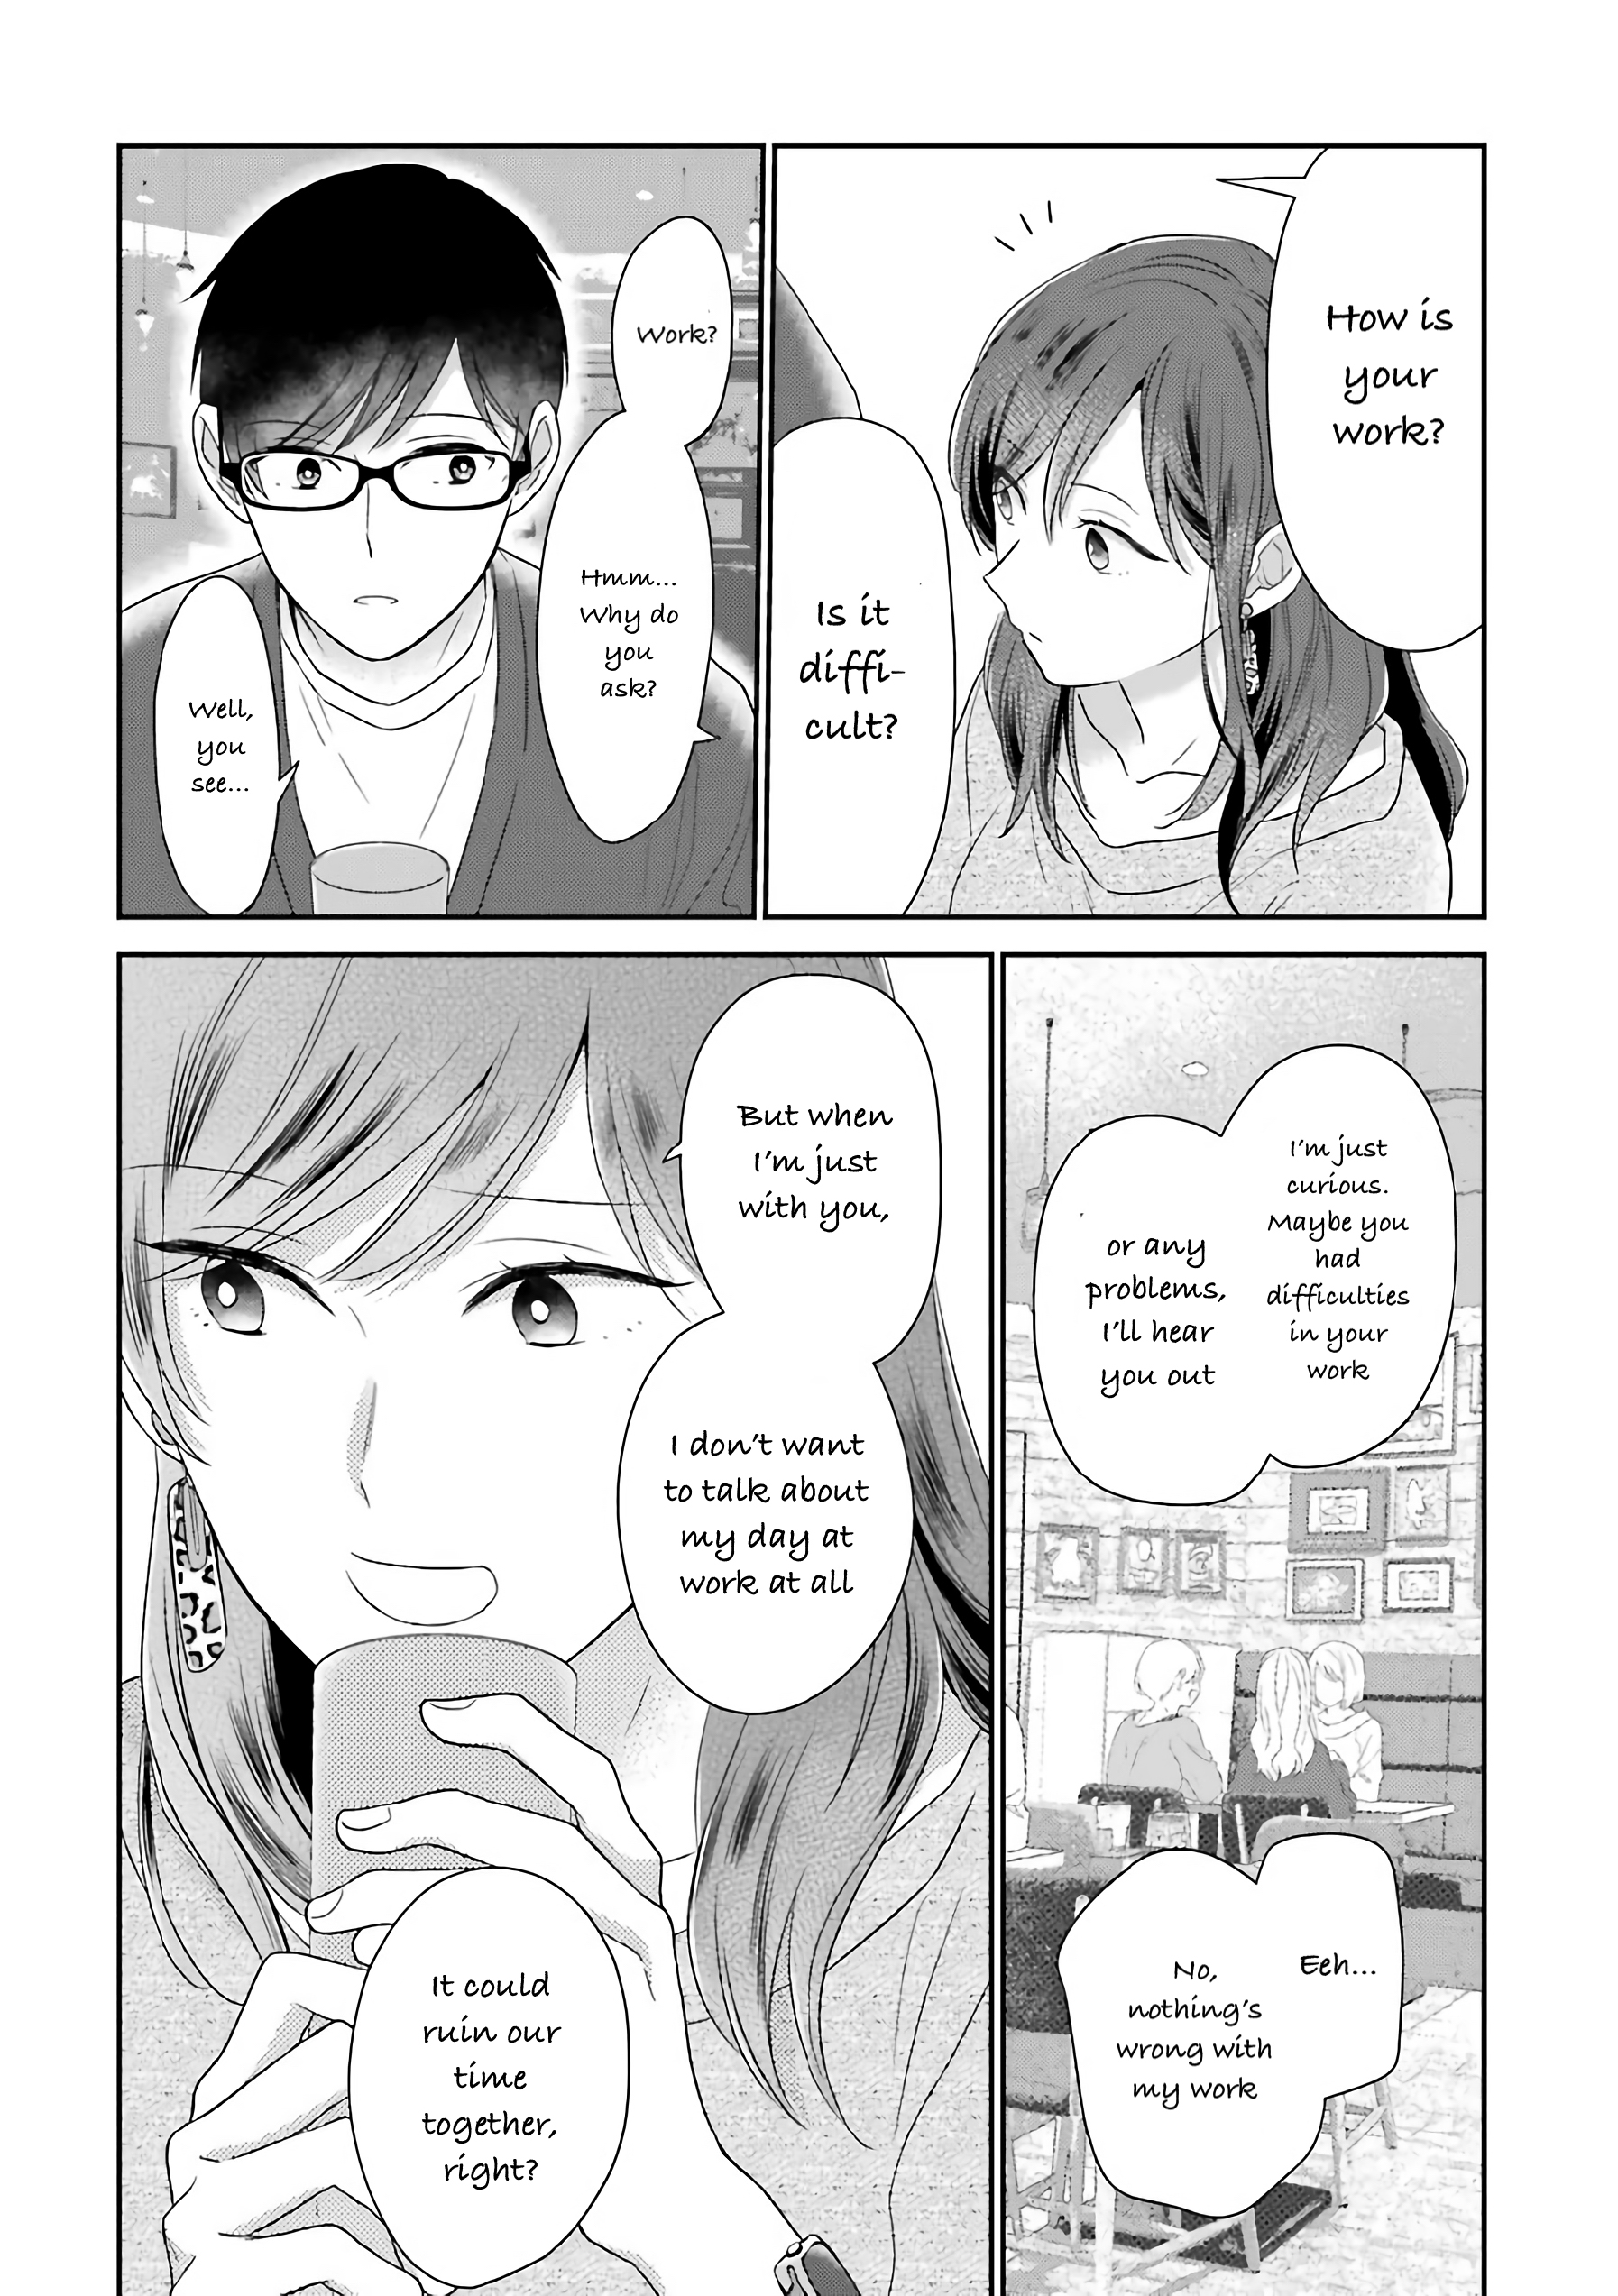 How is
your
work?
Is it
diffi-
cult?
Work?
Hmm...
Why do
you
ask?
Well,
you
see...
I'm just
curious.
Maybe you
had
difficulties
in your
work
or any
problems,
I'll hear
you out
Eeh...
No,
nothing's
wrong with
my work
But when
I'm just
with you,
I don't want
to talk about
my day at
work at all
It could
ruin our
time
together,
right?